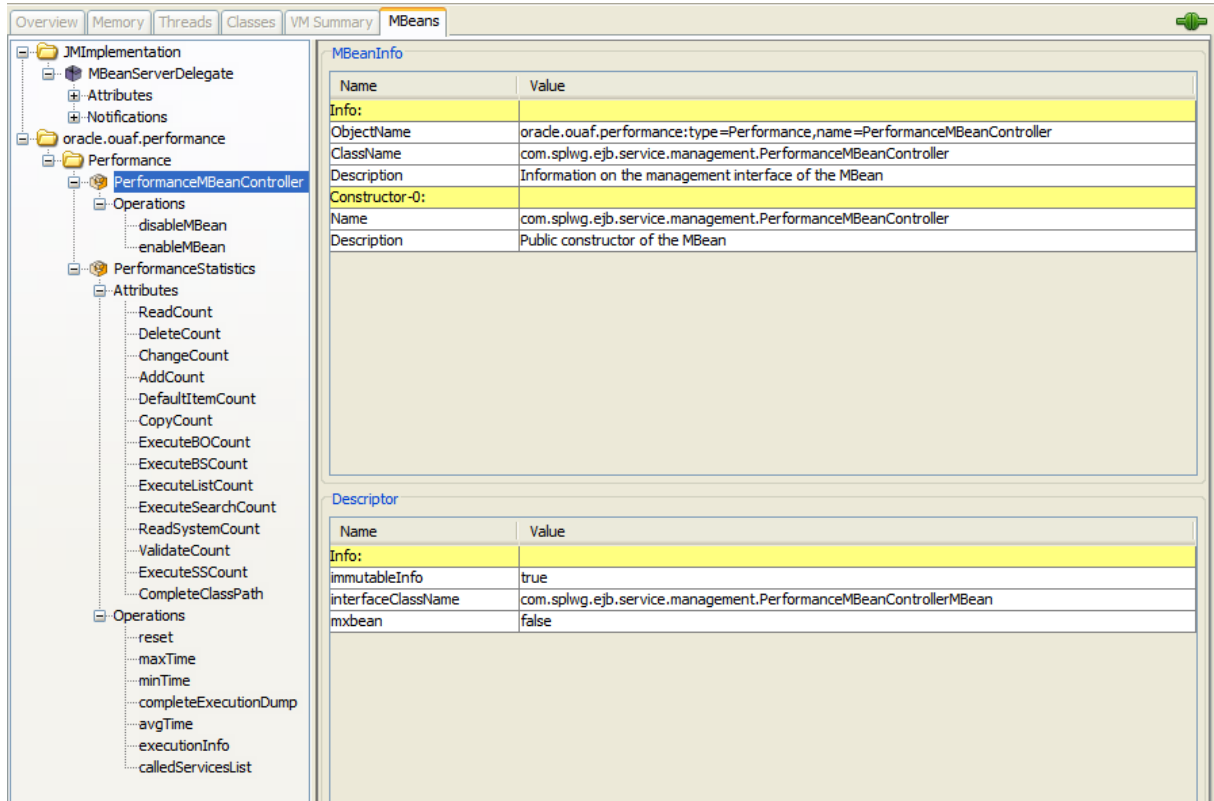 Overview Memory Threads Classes VM Summary MBeans
JMImplementation
MBeanServerDelegate
Attributes
Notifications
oracle.ouaf.performance
Performance
PerformanceMBeanController
Operations
disableMBean
enableMBean
PerformanceStatistics
Attributes
ReadCount
DeleteCount
ChangeCount
AddCount
DefaultItemCount
CopyCount
ExecuteBOCount
ExecuteBSCount
ExecuteListCount
ExecuteSearchCount
ReadSystemCount
ValidateCount
ExecuteSSCount
CompleteClassPath
Operations
reset
maxTime
minTime
completeExecutionDump
avgTime
executionInfo
calledServicesList
MBeanInfo
Name Value
Info:
ObjectName oracle.ouaf.performance:type=Performance,name=PerformanceMBeanController
ClassName com.splwg.ejb.service.management.PerformanceMBeanController
Description Information on the management interface of the MBean
Constructor-0:
Name com.splwg.ejb.service.management.PerformanceMBeanController
Description Public constructor of the MBean
Descriptor
Name Value
Info:
immutableInfo true
interfaceClassName com.splwg.ejb.service.management.PerformanceMBeanControllerMBean
mxbean false